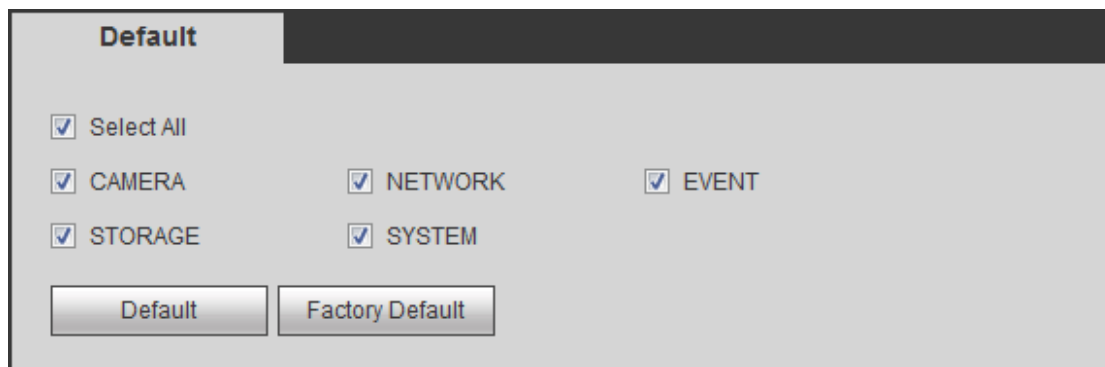 Default
Select All
CAMERA NETWORK EVENT
STORAGE SYSTEM
Default Factory Default